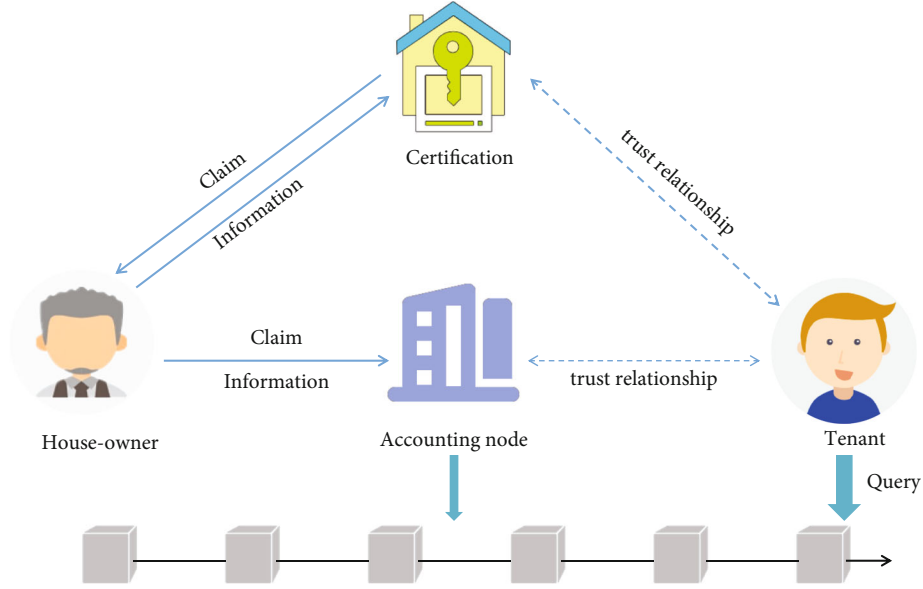 Certification
Claim
Information
trust relationship
Claim
Information
trust relationship
House-owner
Accounting node
Tenant
Query